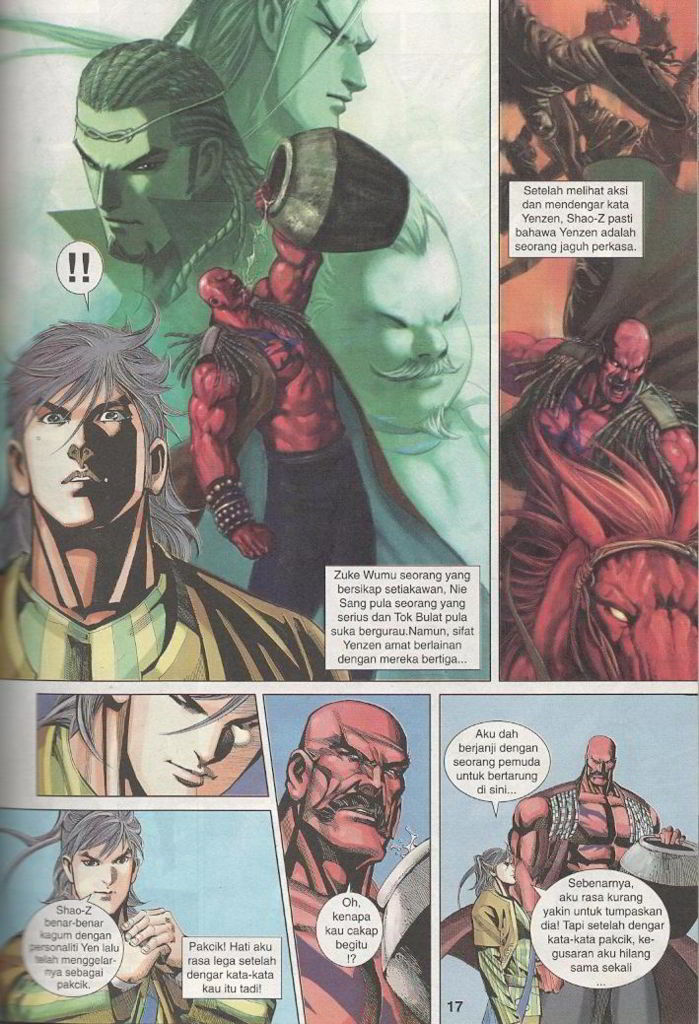 !!
Zuke Wumu seorang yang
bersikap setiakawan, Nie
Sang pula seorang yang
serius dan Tok Bulat pula
suka bergurau.Namun, sifat
Yenzen amat berlainan
dengan mereka bertiga...
Setelah melihat aksi
dan mendengar kata
Yenzen, Shao-Z pasti
bahawa Yenzen adalah
seorang jaguh perkasa.
Shao-Z
benar-benar
kagum dengan
personaliti Yen lalu
telah menggelar-
nya sebagai
pakcik.
Pakcik! Hati aku
rasa lega setelah
dengar kata-kata
kau itu tadi!
Oh,
kenapa
kau cakap
begitu
!?
Aku dah
berjanji dengan
seorang pemuda
untuk bertarung
di sini...
Sebenarnya,
aku rasa kurang
yakin untuk tumpaskan
dia! Tapi setelah dengar
kata-kata pakcik, ke-
gusaran aku hilang
sama sekali
...
17